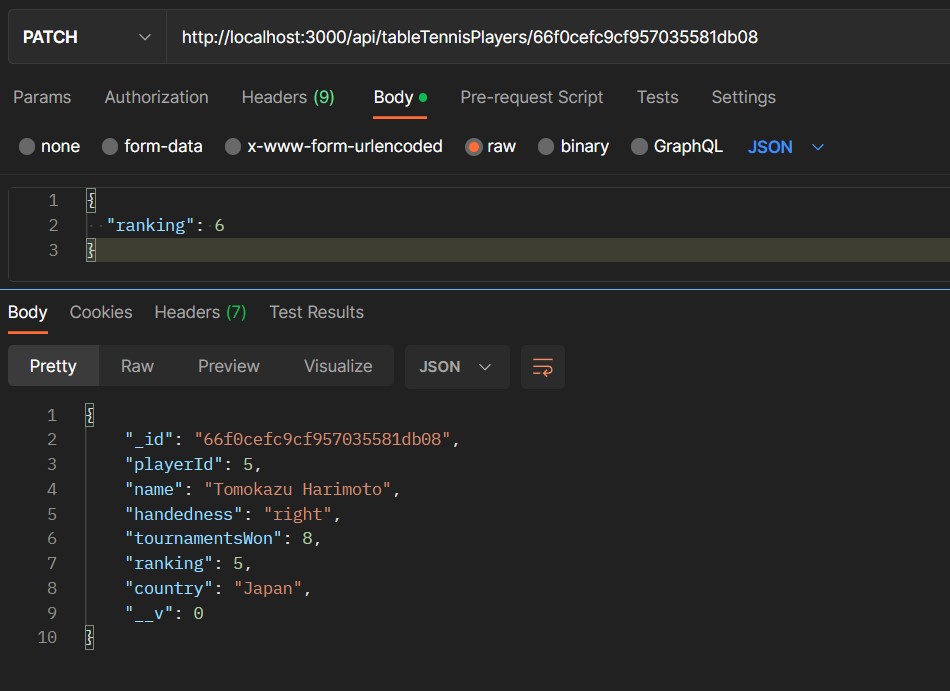 PATCH http://localhost:3000/api/tableTennisPlayers/66f0cefc9cf957035581db08
Params Authorization Headers (9) Body Pre-request Script Tests Settings
none form-data x-www-form-urlencoded raw binary GraphQL JSON
1 {
2 "ranking": 6
3 }
Body Cookies Headers (7) Test Results
Pretty Raw Preview Visualize JSON
1 {
2 "_id": "66f0cefc9cf957035581db08",
3 "playerId": 5,
4 "name": "Tomokazu Harimoto",
5 "handedness": "right",
6 "tournamentsWon": 8,
7 "ranking": 5,
8 "country": "Japan",
9 "__v": 0
10 }